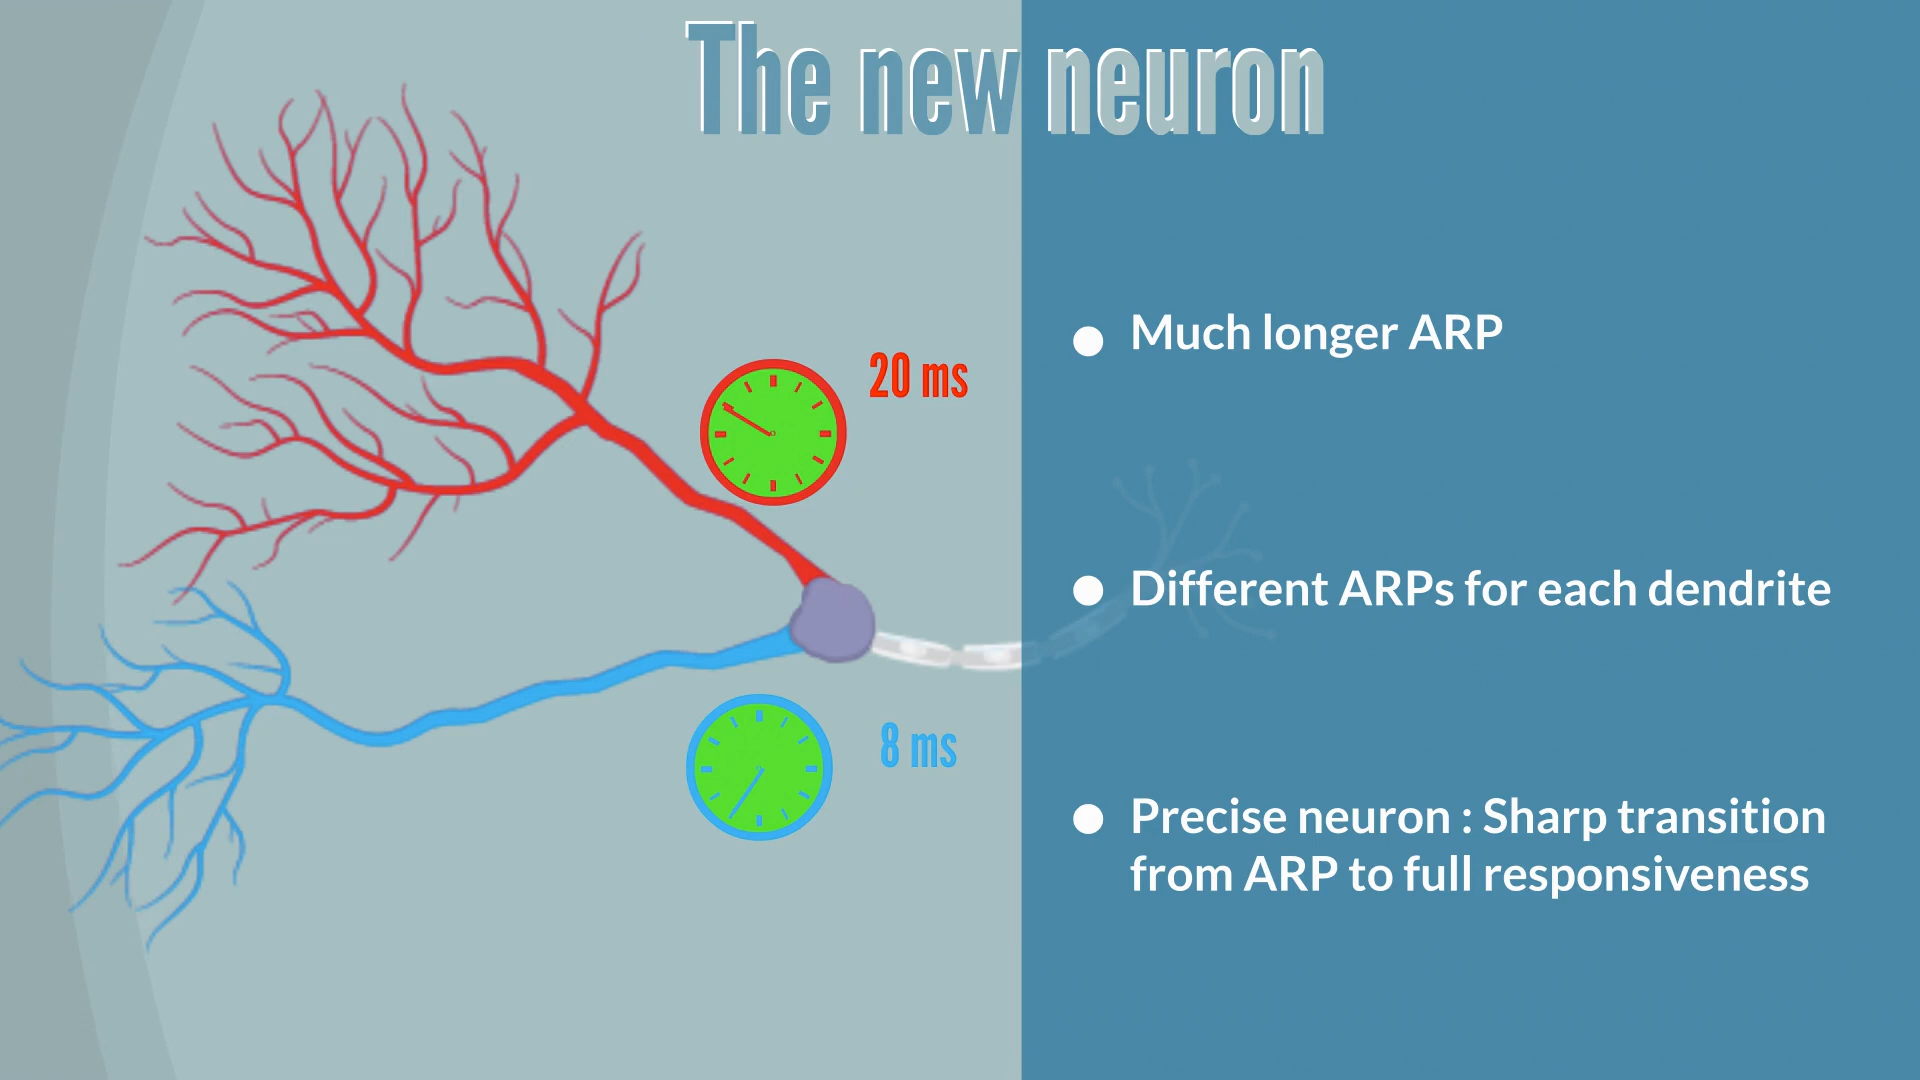 The new neuron
20 ms
8 ms
Much longer ARP
Different ARPs for each dendrite
Precise neuron : Sharp transition
from ARP to full responsiveness